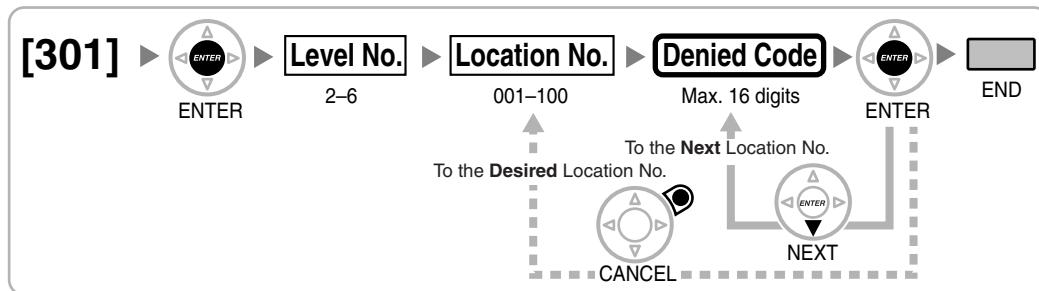 [301] ENTER Level No. Location No. Denied Code ENTER
ENTER 2–6 001–100 Max. 16 digits ENTER END
To the Next Location No.
To the Desired Location No.
ENTER
NEXT
CANCEL